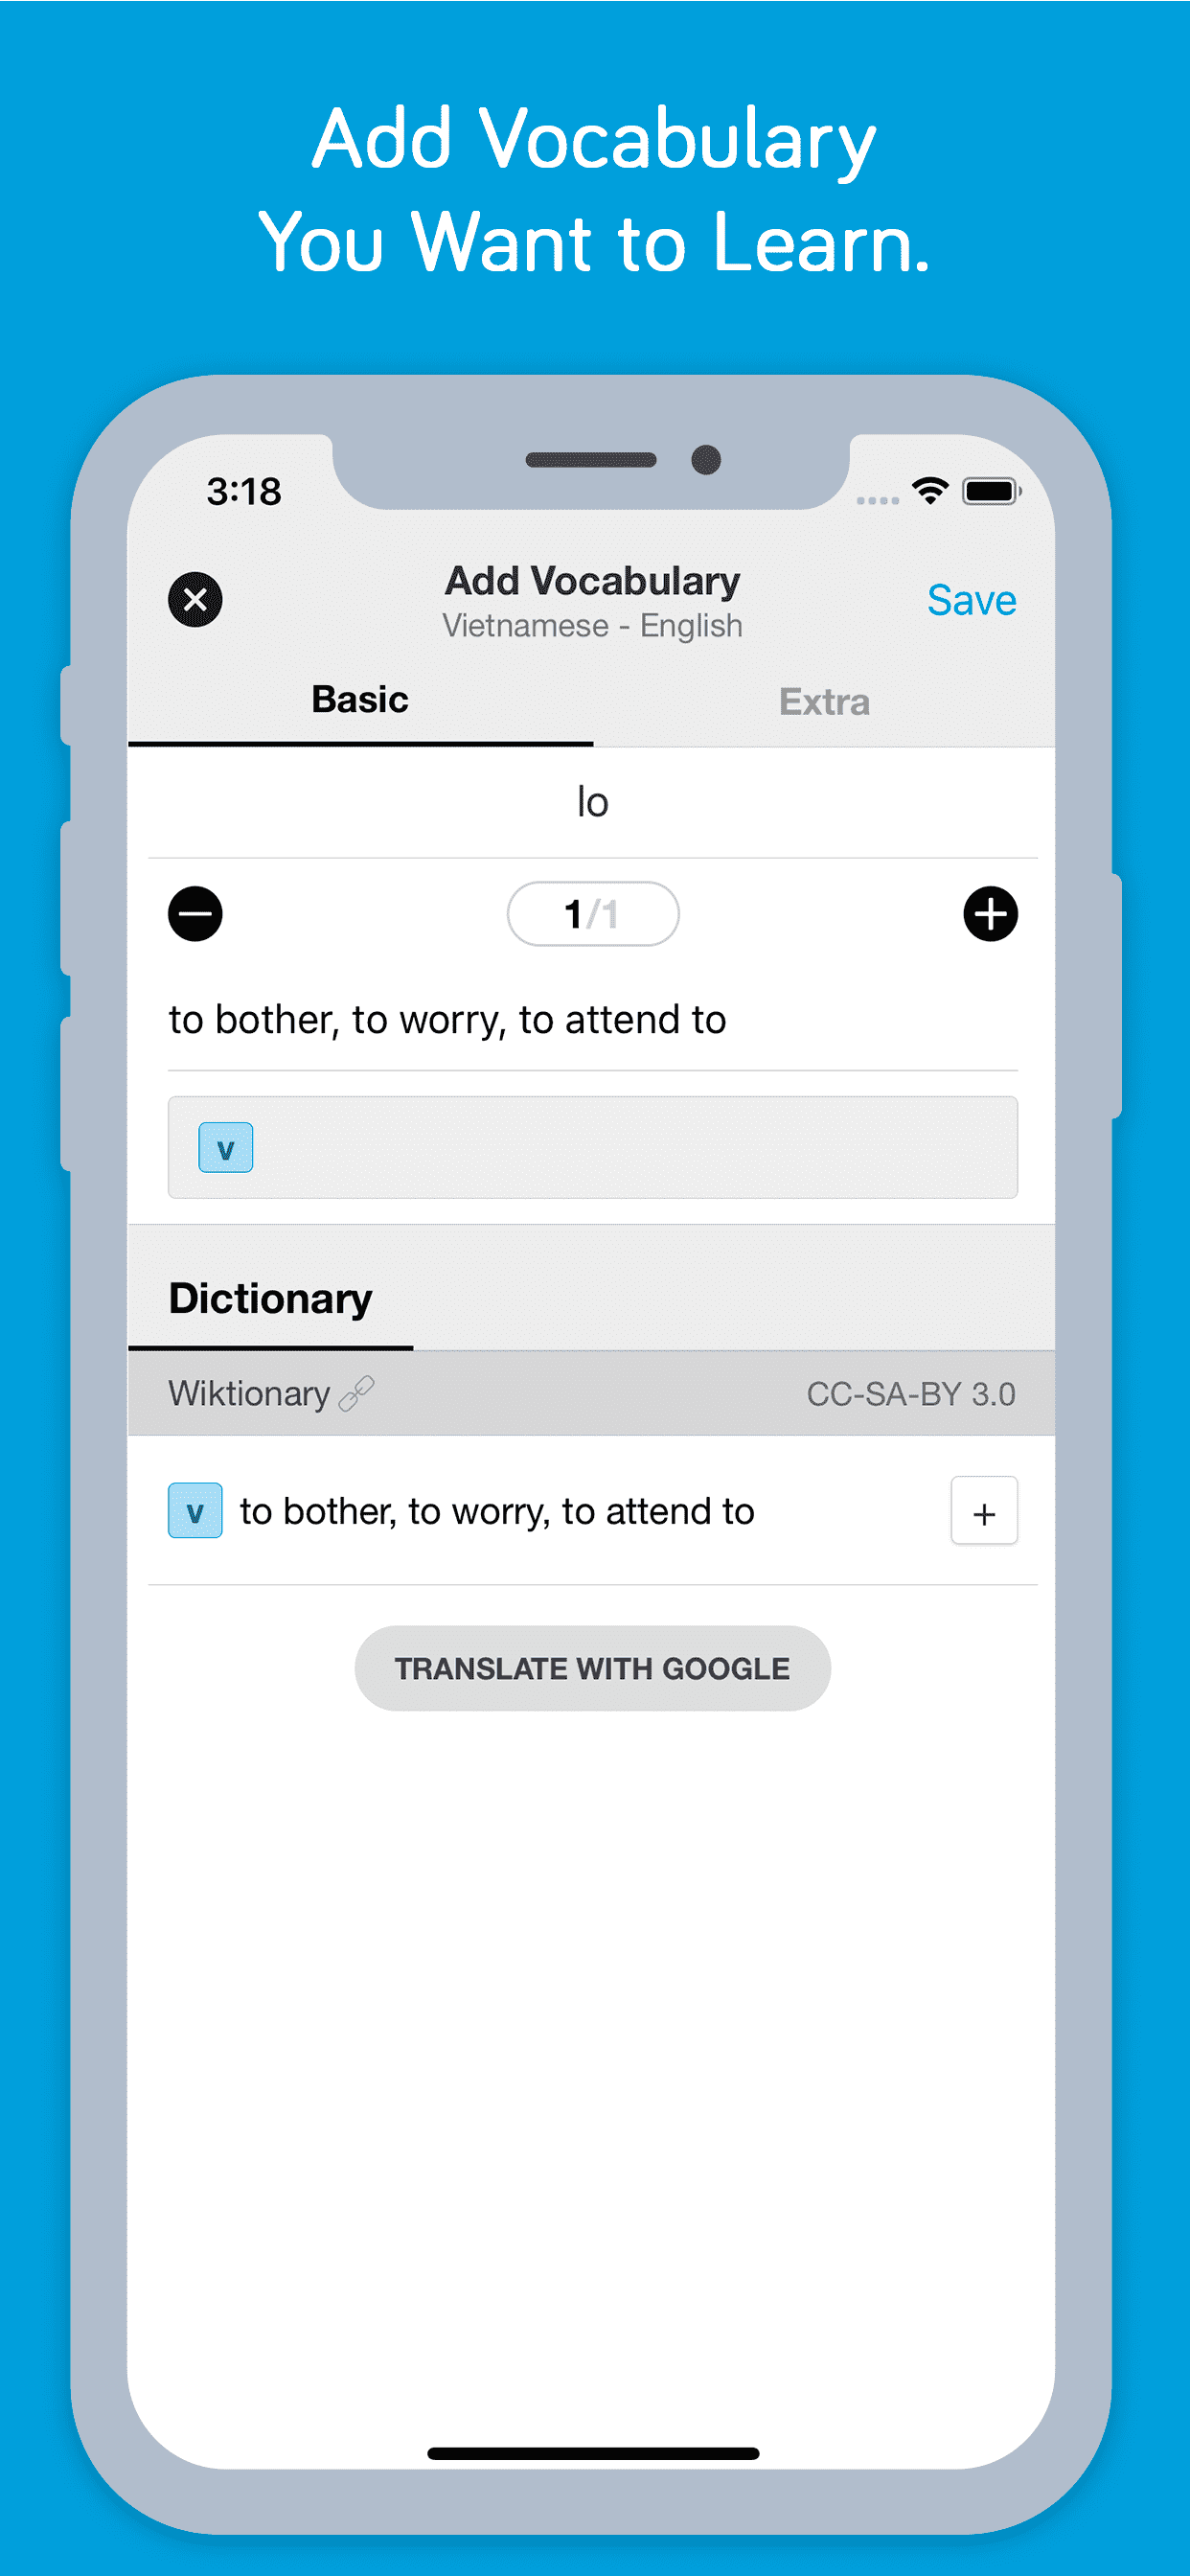 Add Vocabulary
You Want to Learn.
3:18
Add Vocabulary
Vietnamese - English
Save
Basic
Extra
lo
1/1
to bother, to worry, to attend to
v
Dictionary
Wiktionary
CC-SA-BY 3.0
v to bother, to worry, to attend to
TRANSLATE WITH GOOGLE